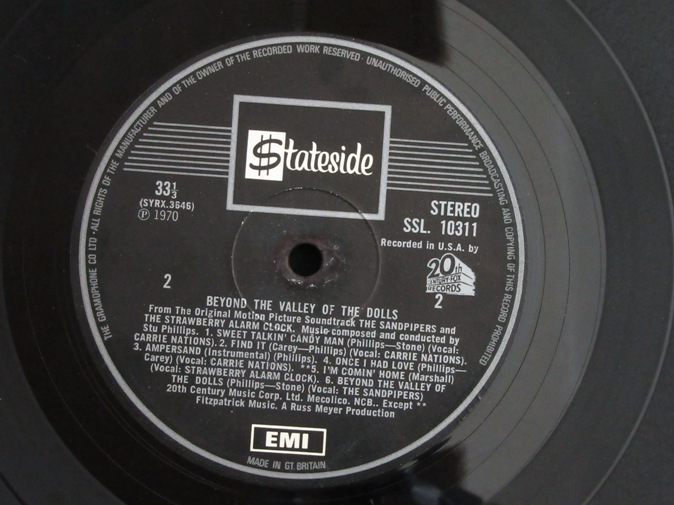 THE GRAMOPHONE CO LTD · ALL RIGHTS OF THE MANUFACTURER AND OF THE OWNER OF THE RECORDED WORK RESERVED · UNAUTHORISED PUBLIC PERFORMANCE BROADCASTING AND COPYING OF THIS RECORD PROHIBITED
$tateside
33 1/3
(SYRX.3646)
Ⓟ 1970
STEREO
SSL. 10311
Recorded in U.S.A. by
20th
CENTURY-FOX
RECORDS
2
2
BEYOND THE VALLEY OF THE DOLLS
From The Original Motion Picture Soundtrack THE SANDPIPERS and
THE STRAWBERRY ALARM CLOCK. Music composed and conducted by
Stu Phillips. 1. SWEET TALKIN' CANDY MAN (Phillips—Stone) (Vocal:
CARRIE NATIONS). 2. FIND IT (Carey—Phillips) (Vocal: CARRIE NATIONS).
3. AMPERSAND (Instrumental) (Phillips). 4. ONCE I HAD LOVE (Phillips—
Carey) (Vocal: CARRIE NATIONS). **5. I'M COMIN' HOME (Marshall)
(Vocal: STRAWBERRY ALARM CLOCK). 6. BEYOND THE VALLEY OF
THE DOLLS (Phillips—Stone) (Vocal: THE SANDPIPERS)
20th Century Music Corp. Ltd. Mecolico. NCB.. Except **
Fitzpatrick Music. A Russ Meyer Production
EMI
MADE IN GT. BRITAIN